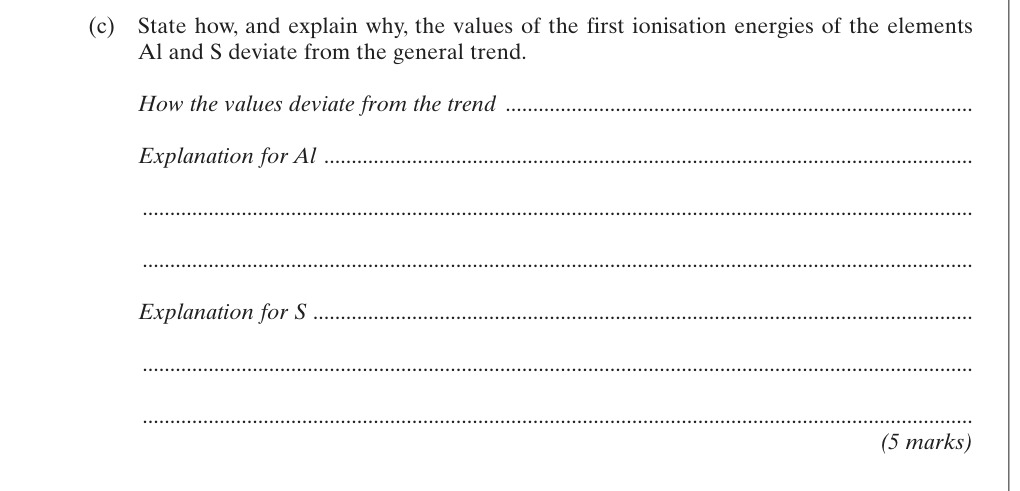 (c) State how, and explain why, the values of the first ionisation energies of the elements
Al and S deviate from the general trend.
How the values deviate from the trend ....................................................................................
Explanation for Al .....................................................................................................................
......................................................................................................................................................
......................................................................................................................................................
Explanation for S .......................................................................................................................
......................................................................................................................................................
......................................................................................................................................................
(5 marks)